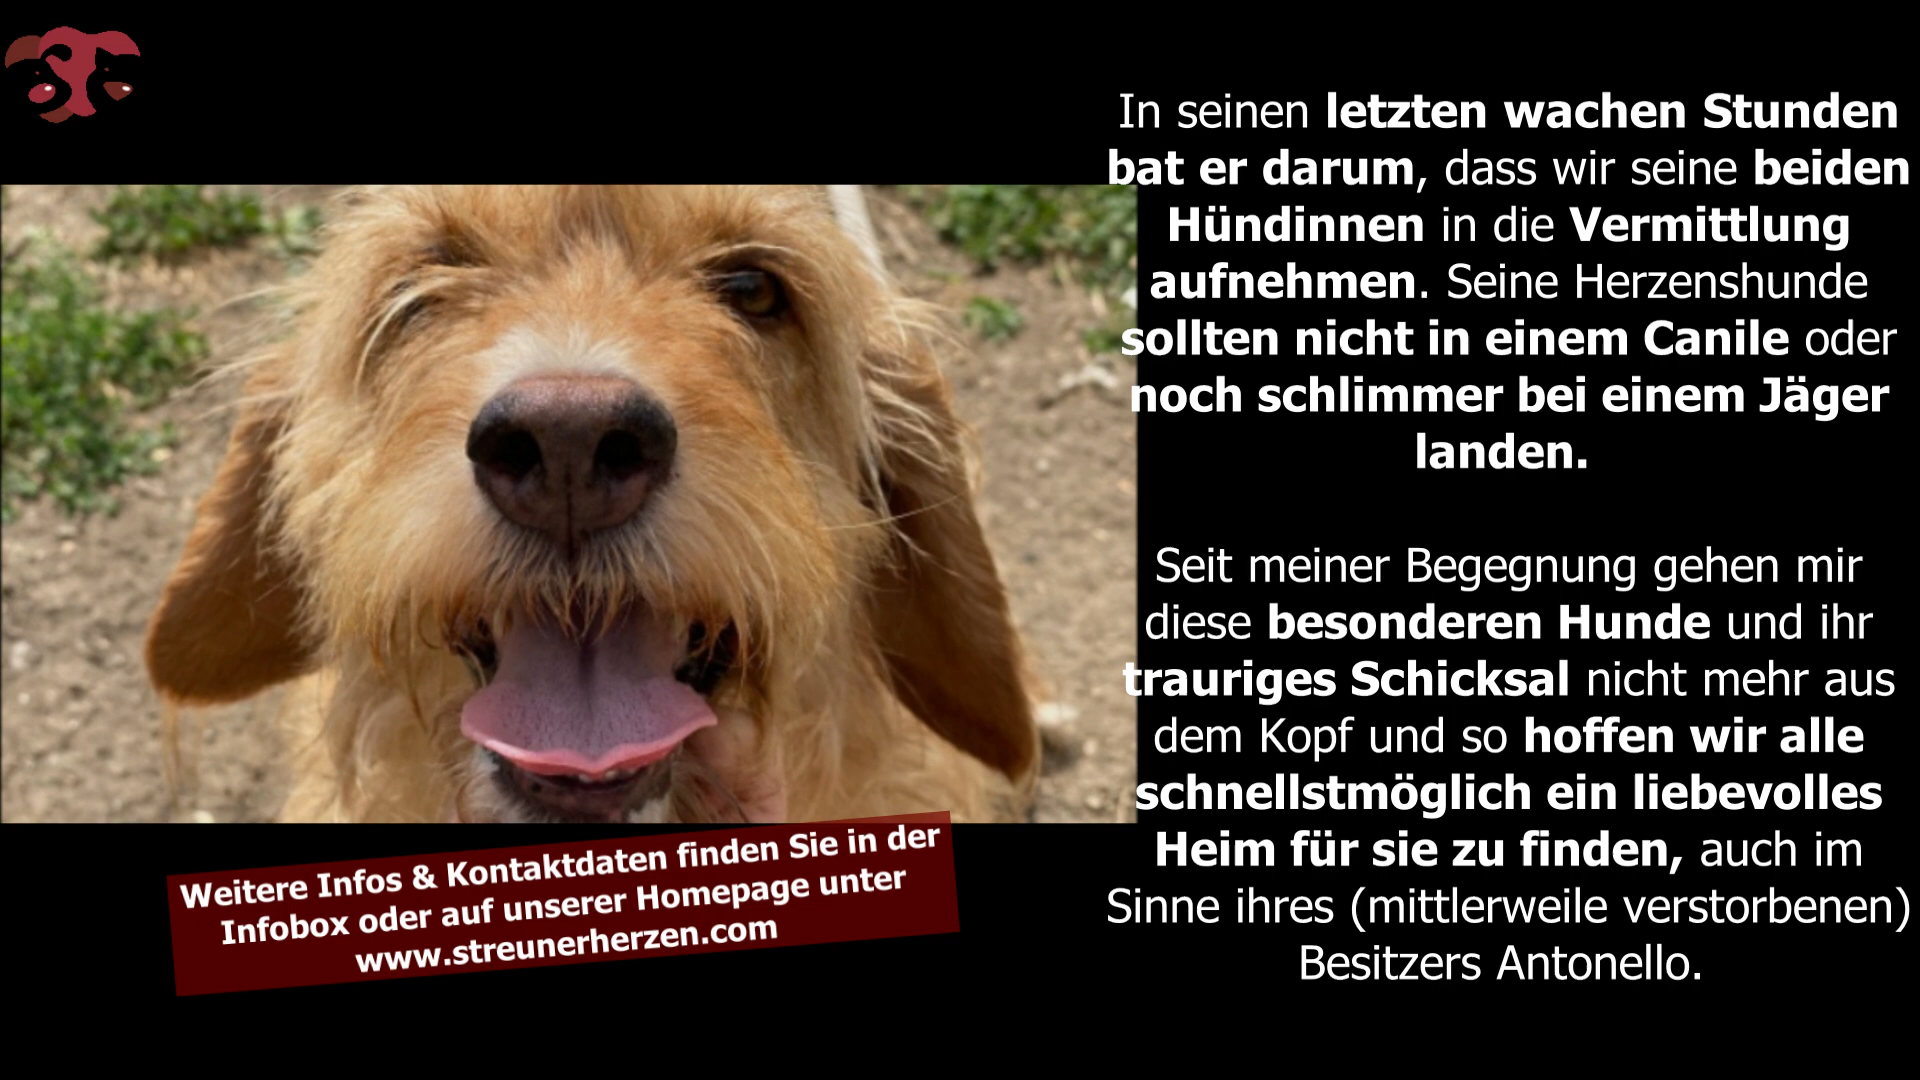 In seinen letzten wachen Stunden
bat er darum, dass wir seine beiden
Hündinnen in die Vermittlung
aufnehmen. Seine Herzenshunde
sollten nicht in einem Canile oder
noch schlimmer bei einem Jäger
landen.
Seit meiner Begegnung gehen mir
diese besonderen Hunde und ihr
trauriges Schicksal nicht mehr aus
dem Kopf und so hoffen wir alle
schnellstmöglich ein liebevolles
Heim für sie zu finden, auch im
Sinne ihres (mittlerweile verstorbenen)
Besitzers Antonello.
Weitere Infos & Kontaktdaten finden Sie in der
Infobox oder auf unserer Homepage unter
www.streunerherzen.com